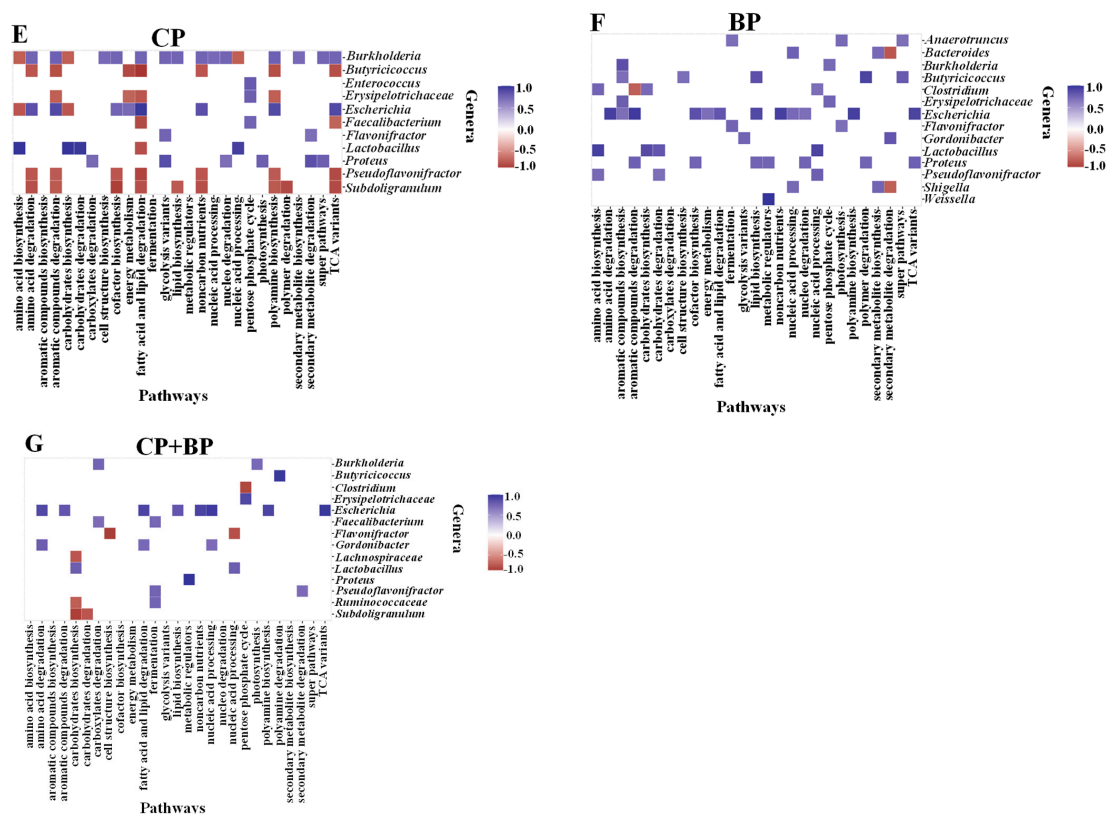 E
CP
-Burkholderia
-Butyricicoccus
-Enterococcus
-Erysipelotrichaceae
-Escherichia
-Faecalibacterium
-Flavonifractor
-Lactobacillus
-Proteus
-Pseudoflavonifractor
-Subdoligranulum
Genera
1.0
0.5
0.0
-0.5
-1.0
amino acid biosynthesis
amino acid degradation
aromatic compounds biosynthesis
aromatic compounds degradation
carbohydrates biosynthesis
carbohydrates degradation
carboxylates degradation
cell structure biosynthesis
cofactor biosynthesis
energy metabolism
fatty acid and lipid degradation
fermentation
glycolysis variants
lipid biosynthesis
metabolic regulators
noncarbon nutrients
nucleic acid processing
nucleo degradation
nucleic acid processing
pentose phosphate cycle
photosynthesis
polyamine biosynthesis
polymer degradation
secondary metabolite biosynthesis
secondary metabolite degradation
super pathways
TCA variants
Pathways
F
BP
-Anaerotruncus
-Bacteroides
-Burkholderia
-Butyricicoccus
-Clostridium
-Erysipelotrichaceae
-Escherichia
-Flavonifractor
-Gordonibacter
-Lactobacillus
-Proteus
-Pseudoflavonifractor
-Shigella
-Weissella
Genera
1.0
0.5
0.0
-0.5
-1.0
amino acid biosynthesis
amino acid degradation
aromatic compounds biosynthesis
aromatic compounds degradation
carbohydrates biosynthesis
carbohydrates degradation
carboxylates degradation
cell structure biosynthesis
cofactor biosynthesis
energy metabolism
fatty acid and lipid degradation
fermentation
glycolysis variants
lipid biosynthesis
metabolic regulators
noncarbon nutrients
nucleic acid processing
nucleo degradation
nucleic acid processing
pentose phosphate cycle
photosynthesis
polyamine biosynthesis
polymer degradation
secondary metabolite biosynthesis
secondary metabolite degradation
super pathways
TCA variants
Pathways
G
CP+BP
-Burkholderia
-Butyricicoccus
-Clostridium
-Erysipelotrichaceae
-Escherichia
-Faecalibacterium
-Flavonifractor
-Gordonibacter
-Lachnospiraceae
-Lactobacillus
-Proteus
-Pseudoflavonifractor
-Ruminococcaceae
-Subdoligranulum
Genera
1.0
0.5
0.0
-0.5
-1.0
amino acid biosynthesis
amino acid degradation
aromatic compounds biosynthesis
aromatic compounds degradation
carbohydrates biosynthesis
carbohydrates degradation
carboxylates degradation
cell structure biosynthesis
cofactor biosynthesis
energy metabolism
fatty acid and lipid degradation
fermentation
glycolysis variants
lipid biosynthesis
metabolic regulators
noncarbon nutrients
nucleic acid processing
nucleo degradation
nucleic acid processing
pentose phosphate cycle
photosynthesis
polyamine biosynthesis
polyamine degradation
secondary metabolite biosynthesis
secondary metabolite degradation
super pathways
TCA variants
Pathways